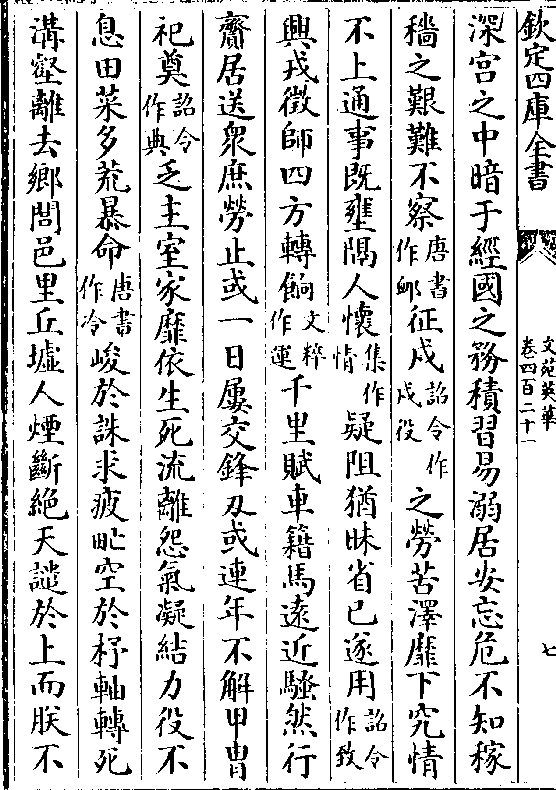 欽定四庫全書
文苑英華
卷四百二十一
七
深宮之中暗于經國之務積習易溺居安忘危不知稼
穡之艱難不察唐書作䘏征戍詔令作戍役之勞苦澤靡下究情
不上通事既壅隔人懷集作情疑阻猶昧省己遂用詔令作致
興戎徵師四方轉餉文粹作運千里賦車籍馬遠近騷然行
齎居送衆庶勞止或一日屢交鋒刃或連年不解甲冑
祀奠詔令作典乏主室家靡依生死流離怨氣凝結力役不
息田萊多荒暴命唐書作令峻於誅求疲甿空於杼軸轉死
溝壑離去鄉閭邑里丘墟人煙斷絶天譴於上而朕不